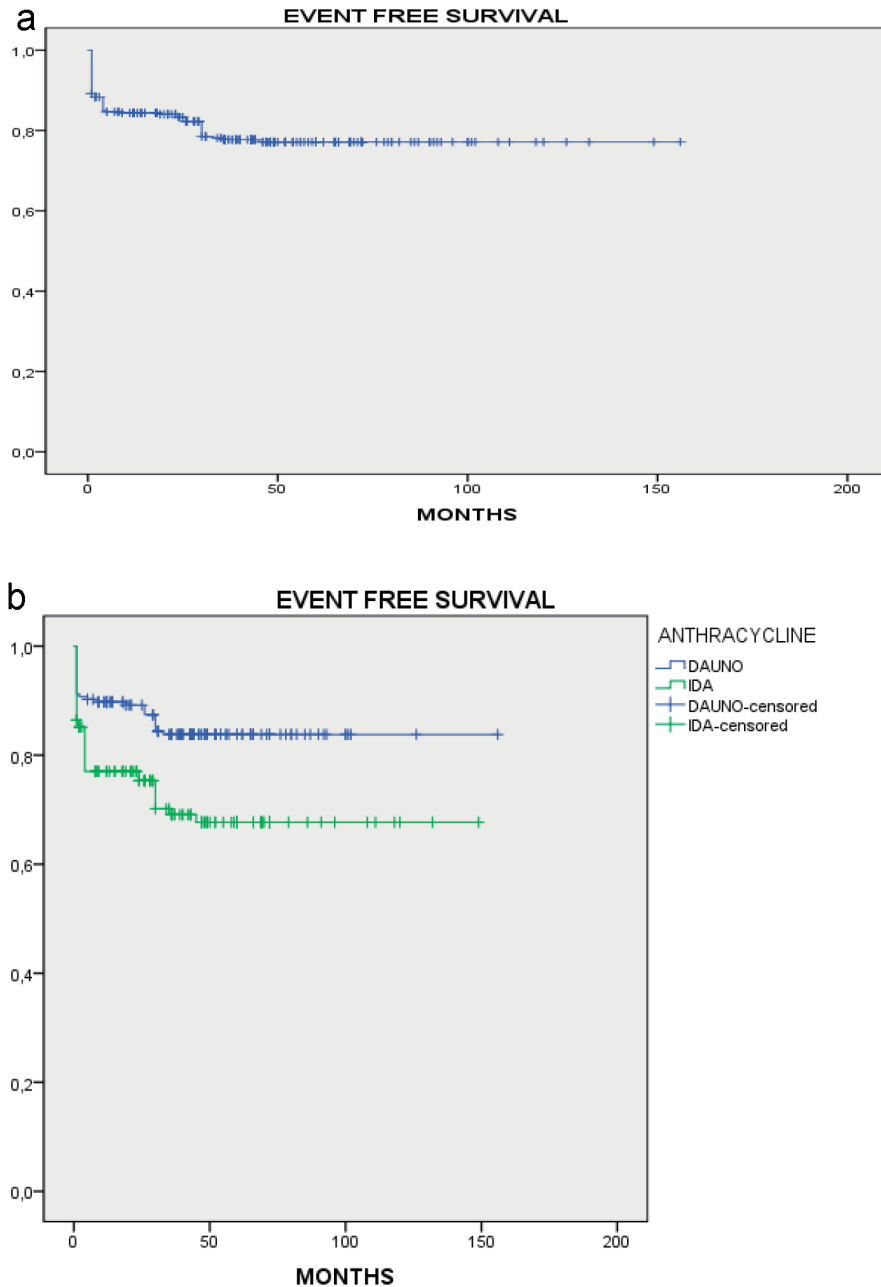 a
EVENT FREE SURVIVAL
1,0
0,8
0,6
0,4
0,2
0,0
0 50 100 150 200
MONTHS
b
EVENT FREE SURVIVAL
ANTHRACYCLINE
DAUNO
IDA
DAUNO-censored
IDA-censored
1,0
0,8
0,6
0,4
0,2
0,0
0 50 100 150 200
MONTHS